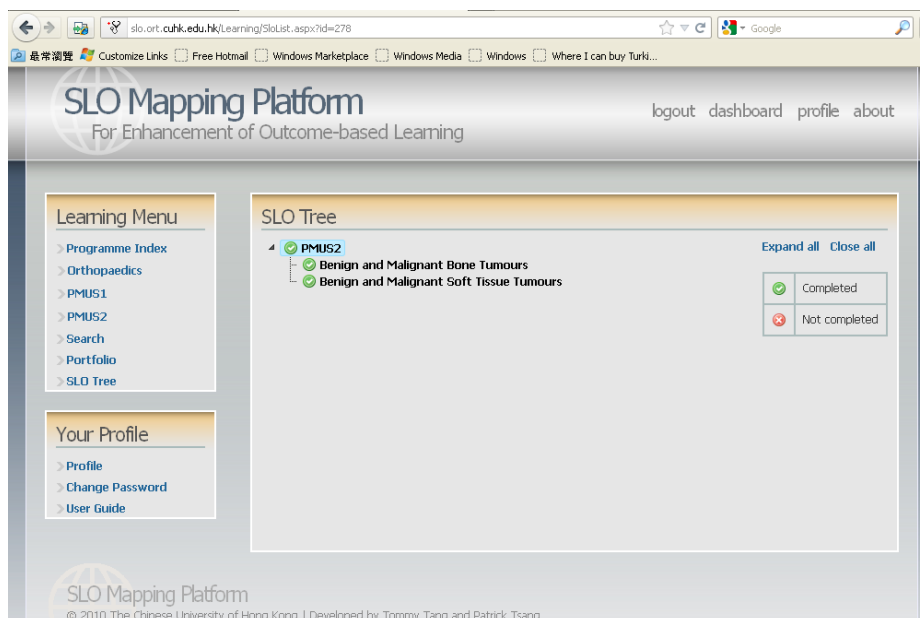 slo.ort.cuhk.edu.hk/Learning/SloList.aspx?id=278
Google
最常瀏覽 Customize Links Free Hotmail Windows Marketplace Windows Media Windows Where I can buy Turki...
SLO Mapping Platform
For Enhancement of Outcome-based Learning
logout dashboard profile about
Learning Menu
Programme Index
Orthopaedics
PMUS1
PMUS2
Search
Portfolio
SLO Tree
Your Profile
Profile
Change Password
User Guide
SLO Tree
PMUS2
Benign and Malignant Bone Tumours
Benign and Malignant Soft Tissue Tumours
Expand all Close all
Completed
Not completed
SLO Mapping Platform
© 2010 The Chinese University of Hong Kong | Developed by Tommy Tang and Patrick Tsang